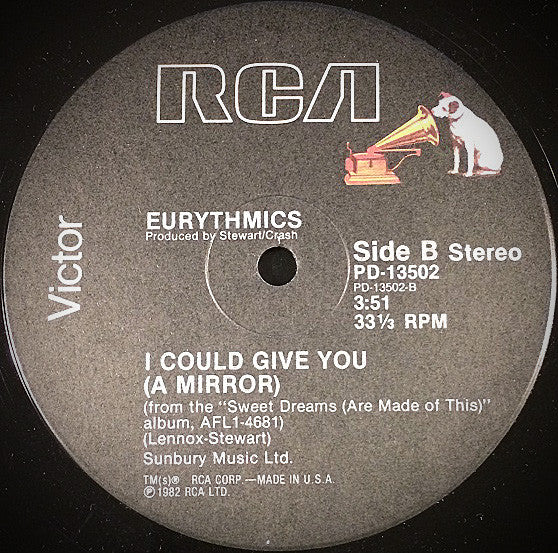 RCA
Victor
EURYTHMICS
Produced by Stewart/Crash
Side B Stereo
PD-13502
PD-13502-B
3:51
33⅓ RPM
I COULD GIVE YOU
(A MIRROR)
(from the "Sweet Dreams (Are Made of This)"
album, AFL1-4681)
(Lennox-Stewart)
Sunbury Music Ltd.
TM(s)® RCA CORP.—MADE IN U.S.A.
℗1982 RCA LTD.